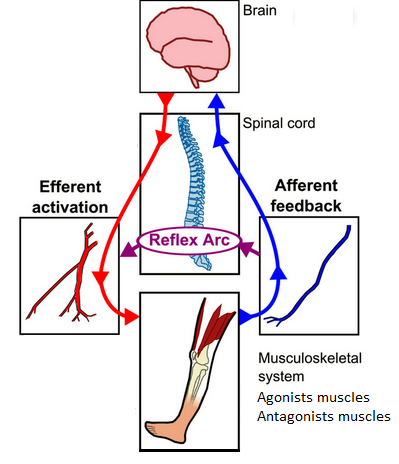 Brain
Spinal cord
Efferent
activation
Afferent
feedback
Reflex Arc
Musculoskeletal
system
Agonists muscles
Antagonists muscles